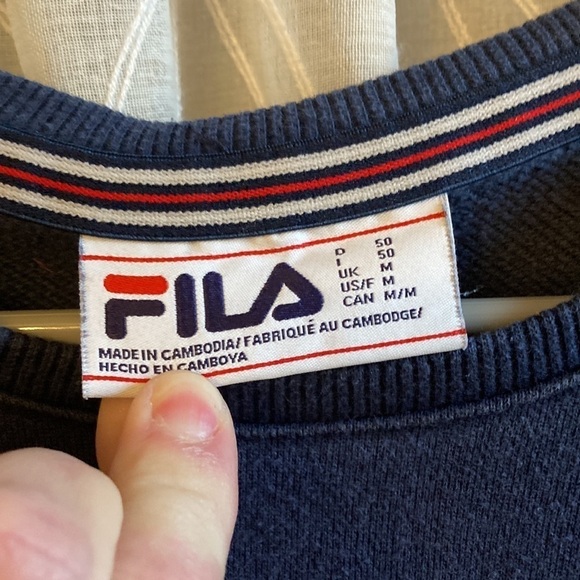 FILA
D 50
I 50
UK M
US/F M
CAN M/M
MADE IN CAMBODIA/ FABRIQUÉ AU CAMBODGE/
HECHO EN CAMBOYA